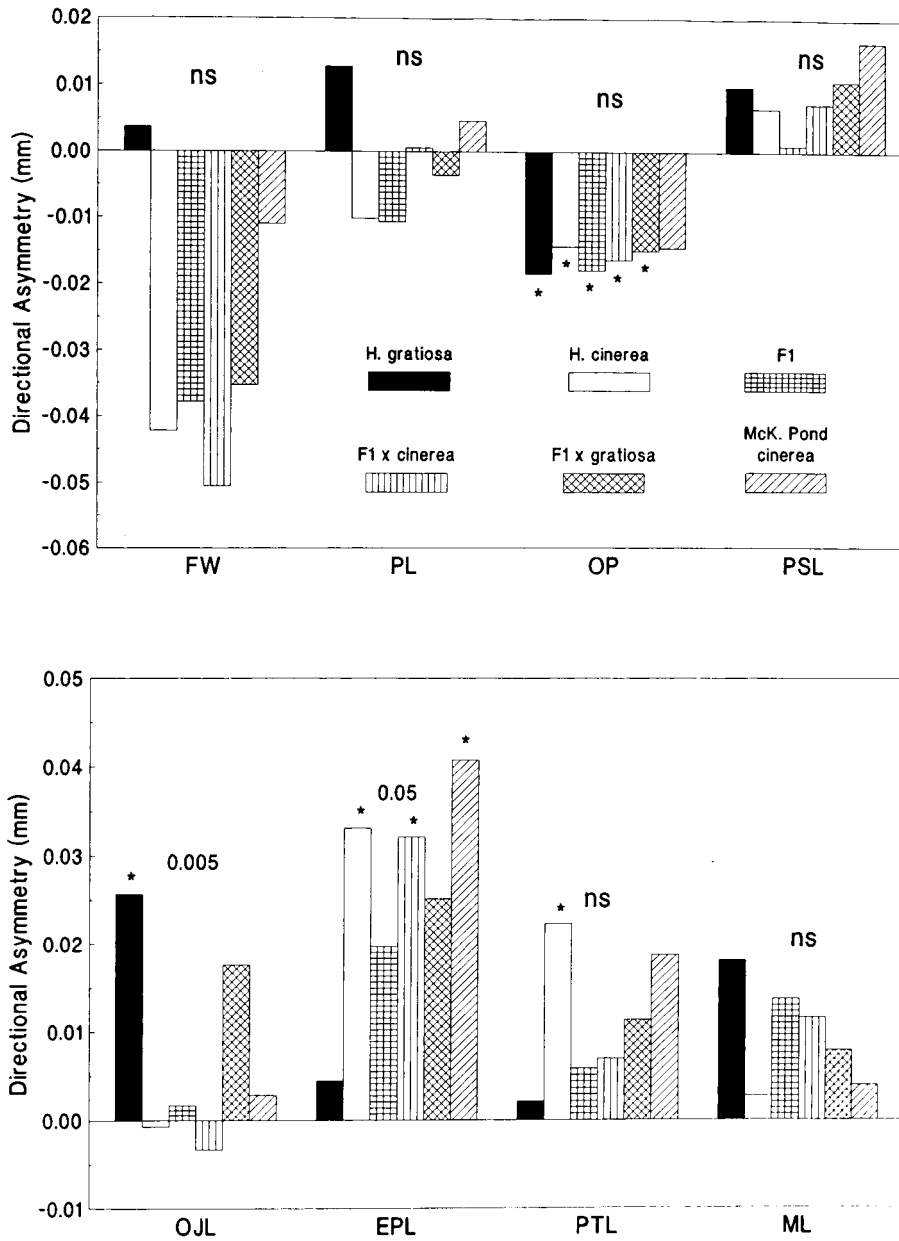 0.02
0.01
0.00
-0.01
-0.02
-0.03
-0.04
-0.05
-0.06
Directional Asymmetry (mm)
ns
ns
ns
ns
*
*
*
*
*
H. gratiosa
H. cinerea
F1
F1 x cinerea
F1 x gratiosa
McK. Pond
cinerea
FW
PL
OP
PSL
0.05
0.04
0.03
0.02
0.01
0.00
-0.01
Directional Asymmetry (mm)
*
0.005
*
0.05
*
*
*
ns
ns
OJL
EPL
PTL
ML